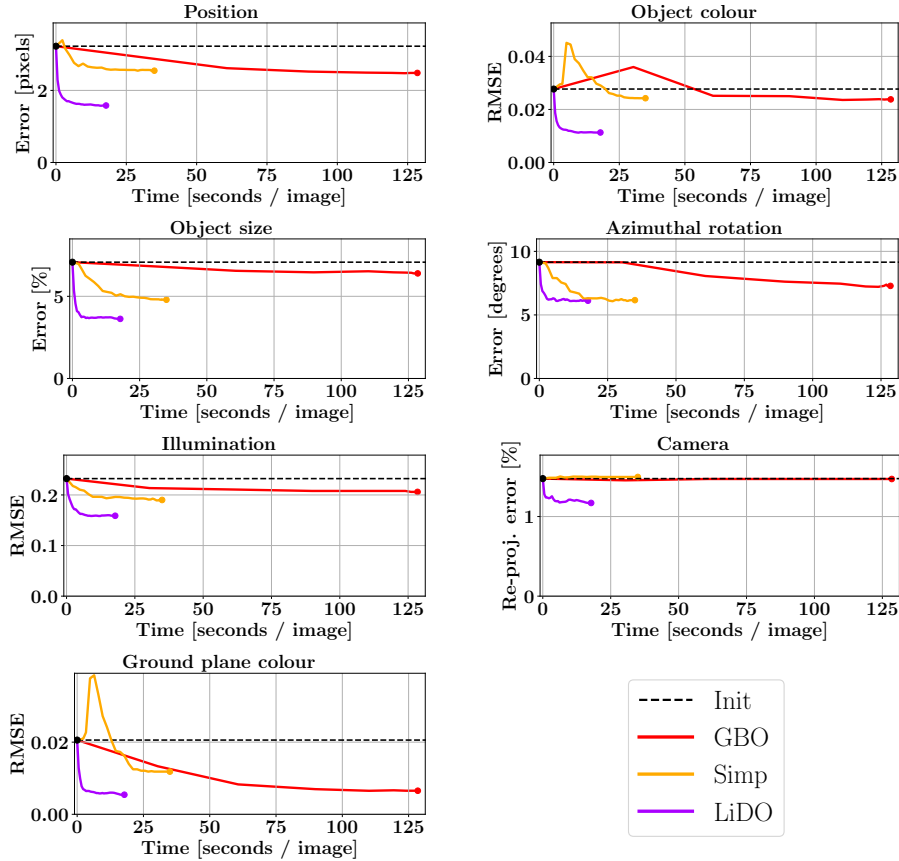 Position
Error [pixels]
2
0
0 25 50 75 100 125
Time [seconds / image]
Object colour
RMSE
0.04
0.02
0.00
0 25 50 75 100 125
Time [seconds / image]
Object size
Error [%]
5
0
0 25 50 75 100 125
Time [seconds / image]
Azimuthal rotation
Error [degrees]
10
5
0
0 25 50 75 100 125
Time [seconds / image]
Illumination
RMSE
0.2
0.1
0.0
0 25 50 75 100 125
Time [seconds / image]
Camera
Re-proj. error [%]
1
0
0 25 50 75 100 125
Time [seconds / image]
Ground plane colour
RMSE
0.02
0.00
0 25 50 75 100 125
Time [seconds / image]
Init
GBO
Simp
LiDO